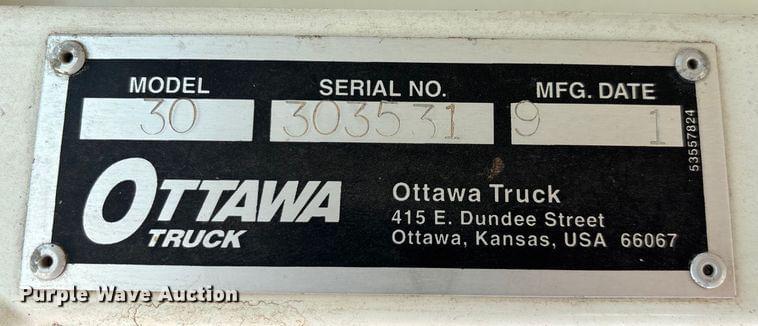 MODEL SERIAL NO. MFG. DATE
30 303531 9 1
53557824
OTTAWA
TRUCK
Ottawa Truck
415 E. Dundee Street
Ottawa, Kansas, USA 66067
Purple Wave Auction